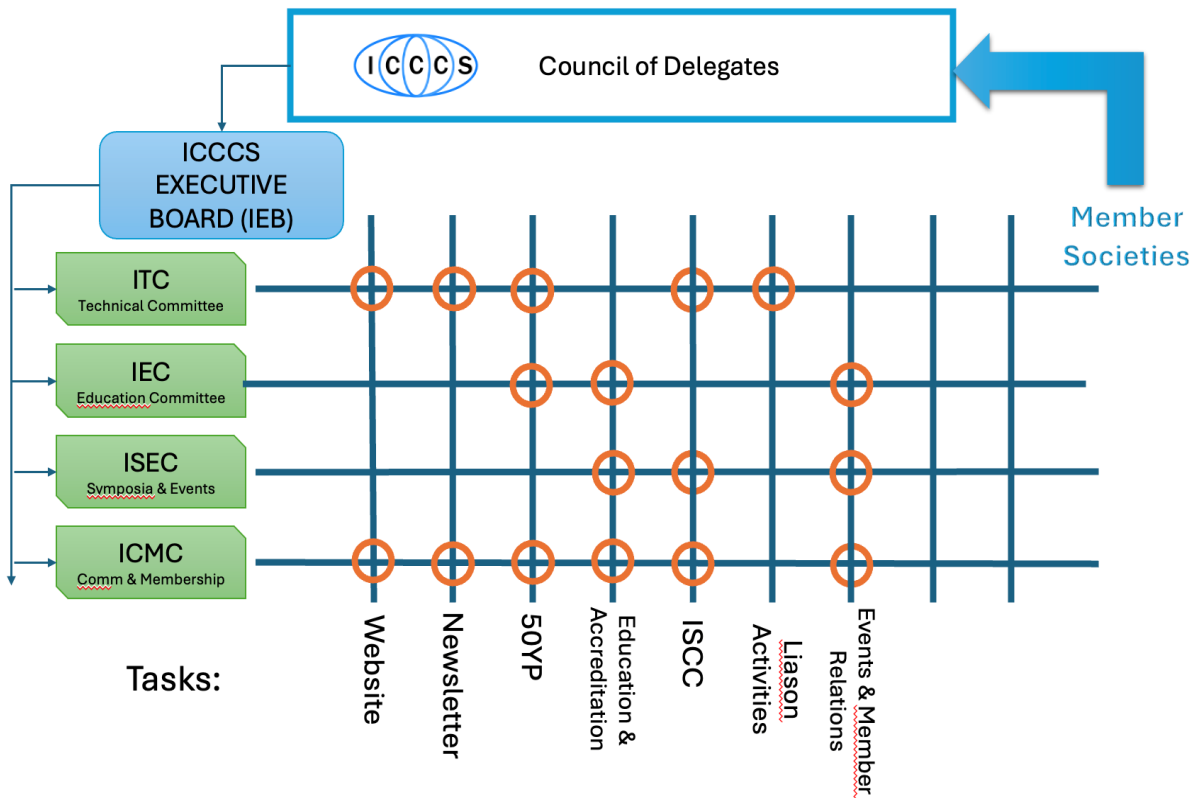 ICCCS
Council of Delegates
ICCCS
EXECUTIVE
BOARD (IEB)
Member
Societies
ITC
Technical Committee
IEC
Education Committee
ISEC
Symposia & Events
ICMC
Comm & Membership
Tasks:
Website
Newsletter
50YP
Education &
Accreditation
ISCC
Liason
Activities
Events & Member
Relations